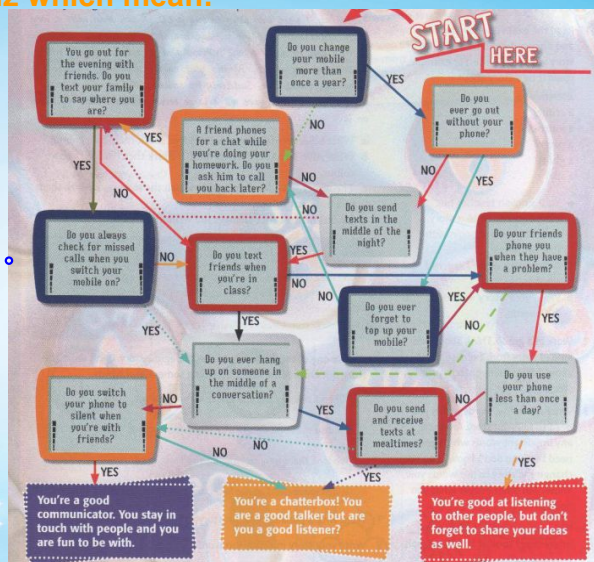 START
HERE
Do you change
your mobile
more than
once a year?
YES
NO
You go out for
the evening with
friends. Do you
text your family
to say where you
are?
YES
NO
A friend phones
for a chat while
you're doing your
homework. Do you
ask him to call
you back later?
YES
NO
Do you
ever go out
without your
phone?
NO
YES
Do you send
texts in the
middle of the
night?
NO
YES
Do you always
check for missed
calls when you
switch your
mobile on?
NO
YES
Do you text
friends when
you're in
class?
NO
YES
Do you ever
forget to
top up your
mobile?
NO
YES
Do your friends
phone you
when they have
a problem?
NO
YES
Do you ever hang
up on someone in
the middle of a
conversation?
NO
YES
Do you use
your phone
less than once
a day?
NO
YES
Do you switch
your phone to
silent when
you're with
friends?
NO
YES
Do you send
and receive
texts at
mealtimes?
NO
YES
You're a good
communicator. You stay in
touch with people and you
are fun to be with.
You're a chatterbox! You
are a good talker but are
you a good listener?
You're good at listening
to other people, but don't
forget to share your ideas
as well.